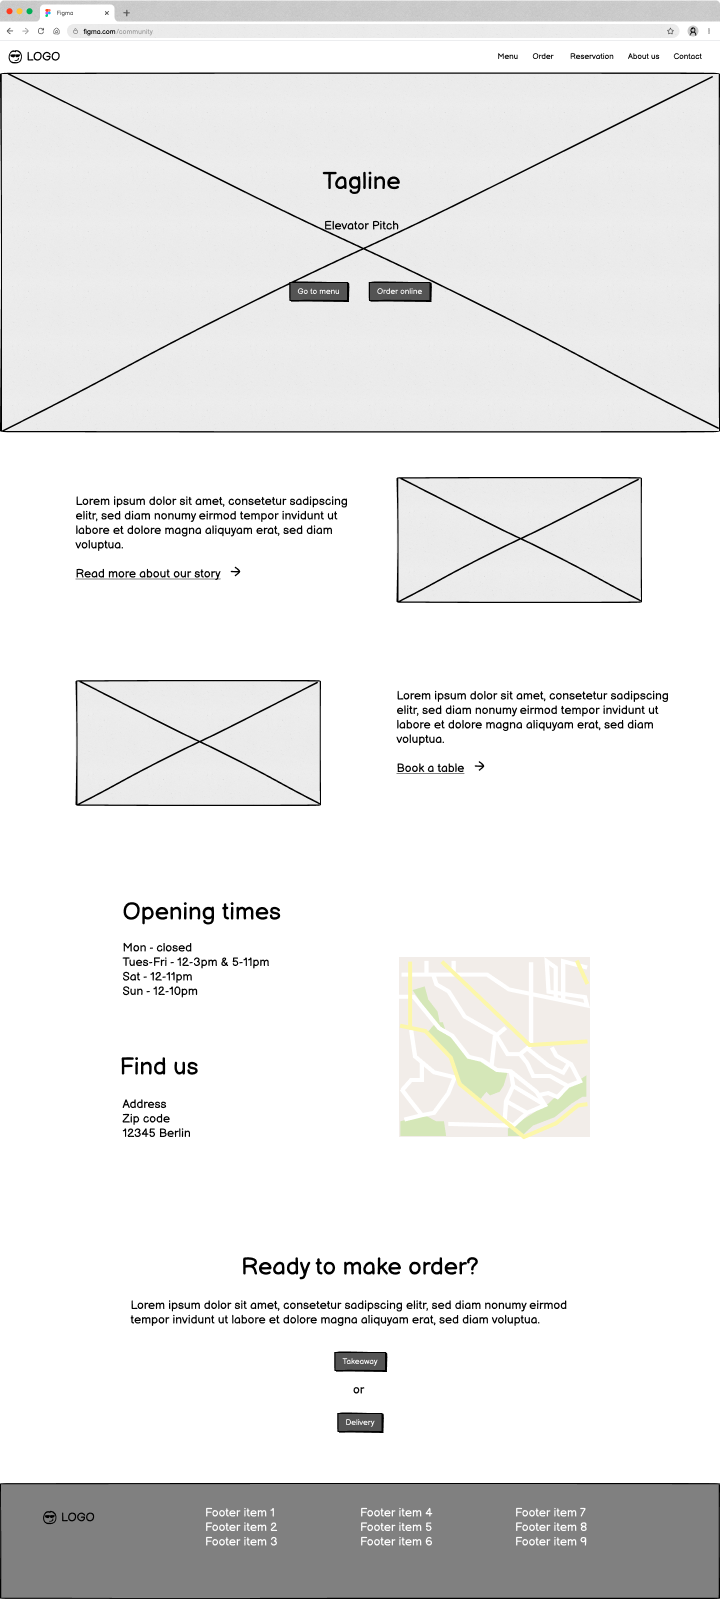 Figma
figma.com/community
LOGO
Menu Order Reservation About us Contact
Tagline
Elevator Pitch
Go to menu Order online
Lorem ipsum dolor sit amet, consetetur sadipscing
elitr, sed diam nonumy eirmod tempor invidunt ut
labore et dolore magna aliquyam erat, sed diam
voluptua.
Read more about our story
Lorem ipsum dolor sit amet, consetetur sadipscing
elitr, sed diam nonumy eirmod tempor invidunt ut
labore et dolore magna aliquyam erat, sed diam
voluptua.
Book a table
Opening times
Mon - closed
Tues-Fri - 12-3pm & 5-11pm
Sat - 12-11pm
Sun - 12-10pm
Find us
Address
Zip code
12345 Berlin
Ready to make order?
Lorem ipsum dolor sit amet, consetetur sadipscing elitr, sed diam nonumy eirmod
tempor invidunt ut labore et dolore magna aliquyam erat, sed diam voluptua.
Takeaway
or
Delivery
LOGO
Footer item 1
Footer item 2
Footer item 3
Footer item 4
Footer item 5
Footer item 6
Footer item 7
Footer item 8
Footer item 9